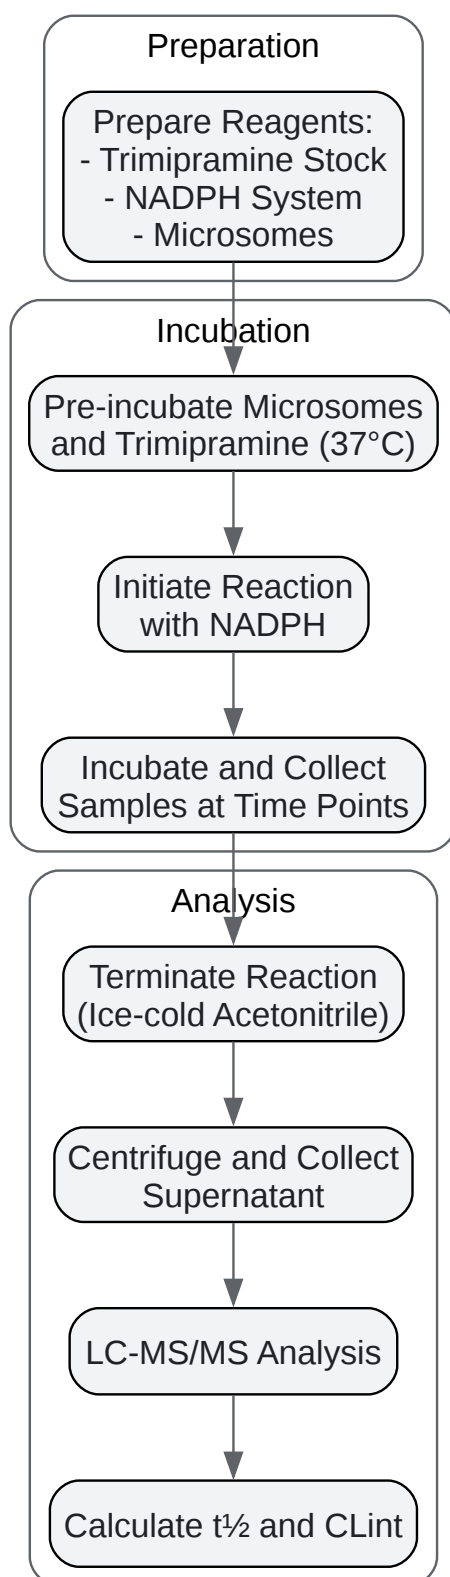 Preparation
Prepare Reagents:
- Trimipramine Stock
- NADPH System
- Microsomes
Incubation
Pre-incubate Microsomes
and Trimipramine (37°C)
Initiate Reaction
with NADPH
Incubate and Collect
Samples at Time Points
Analysis
Terminate Reaction
(Ice-cold Acetonitrile)
Centrifuge and Collect
Supernatant
LC-MS/MS Analysis
Calculate t½ and CLint